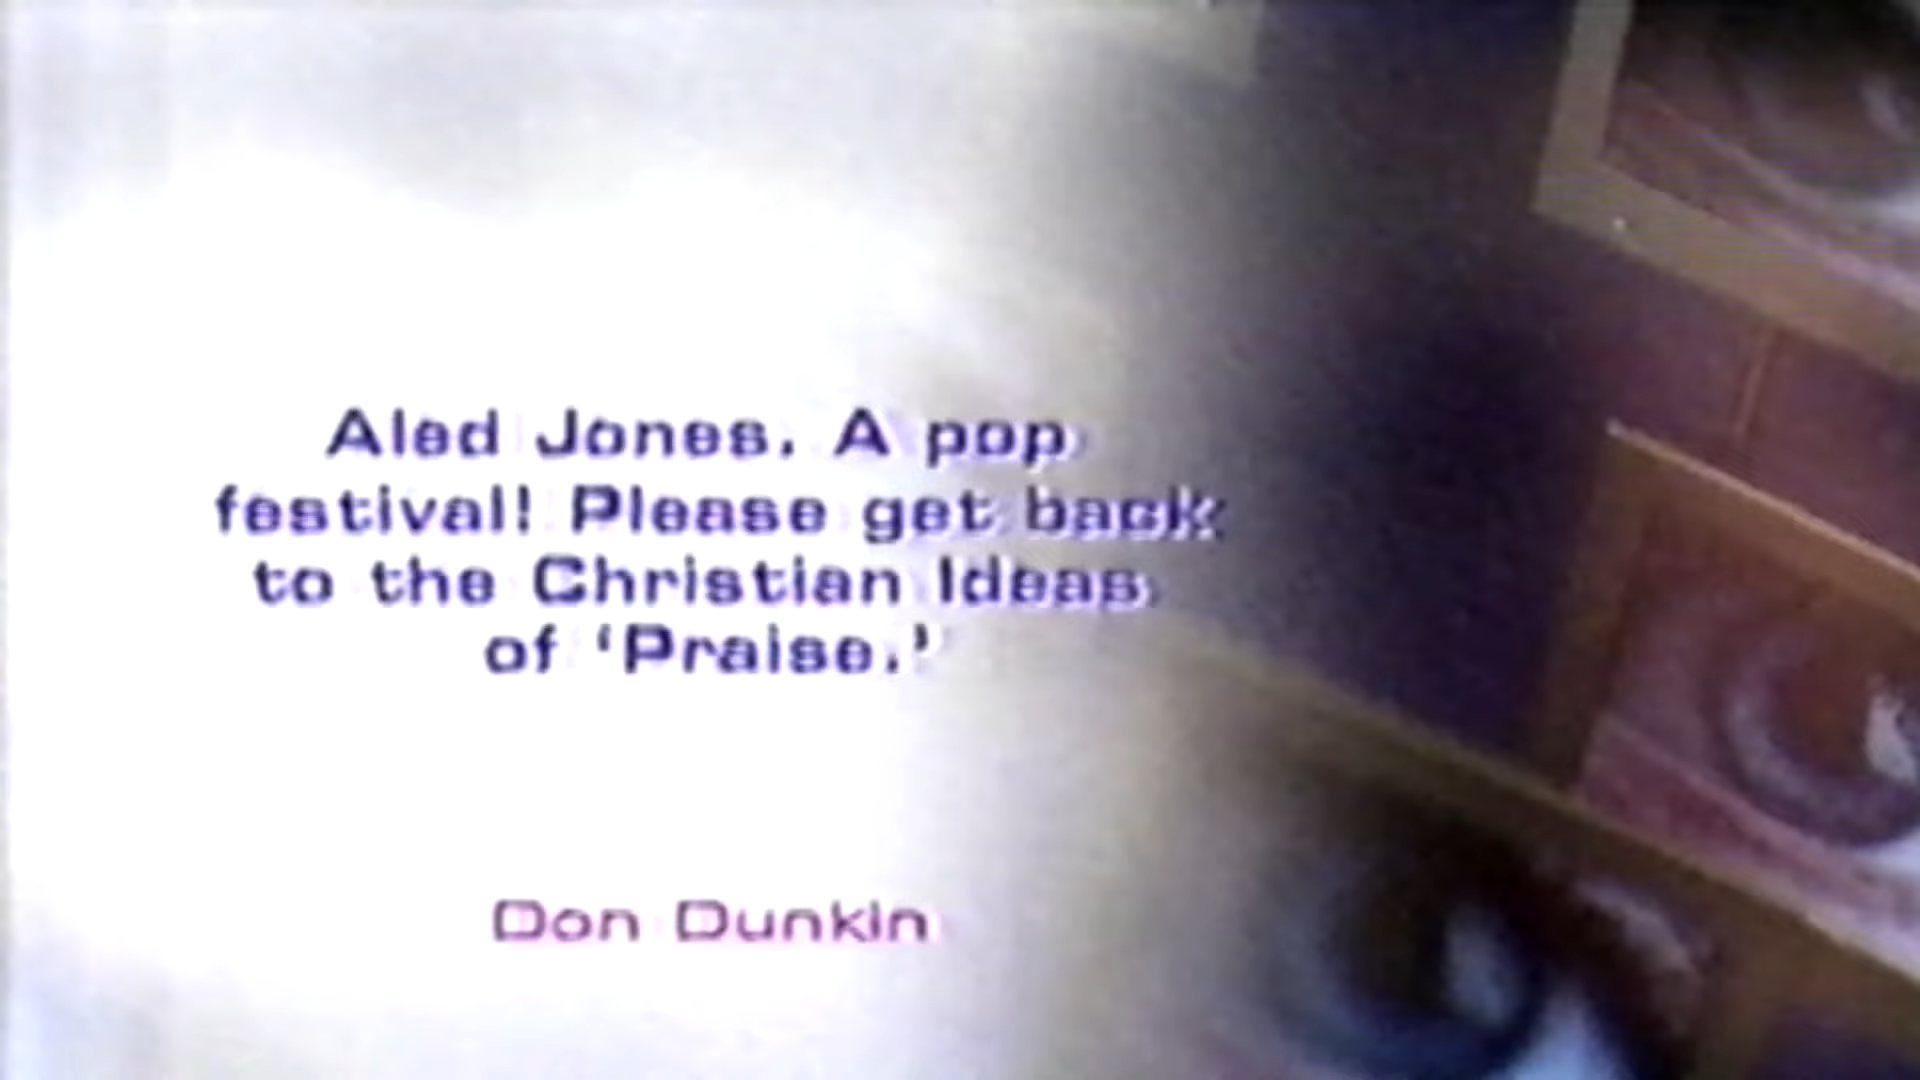 Aled Jones. A pop
festival! Please get back
to the Christian Ideas
of ‘Praise.’
Don Dunkin